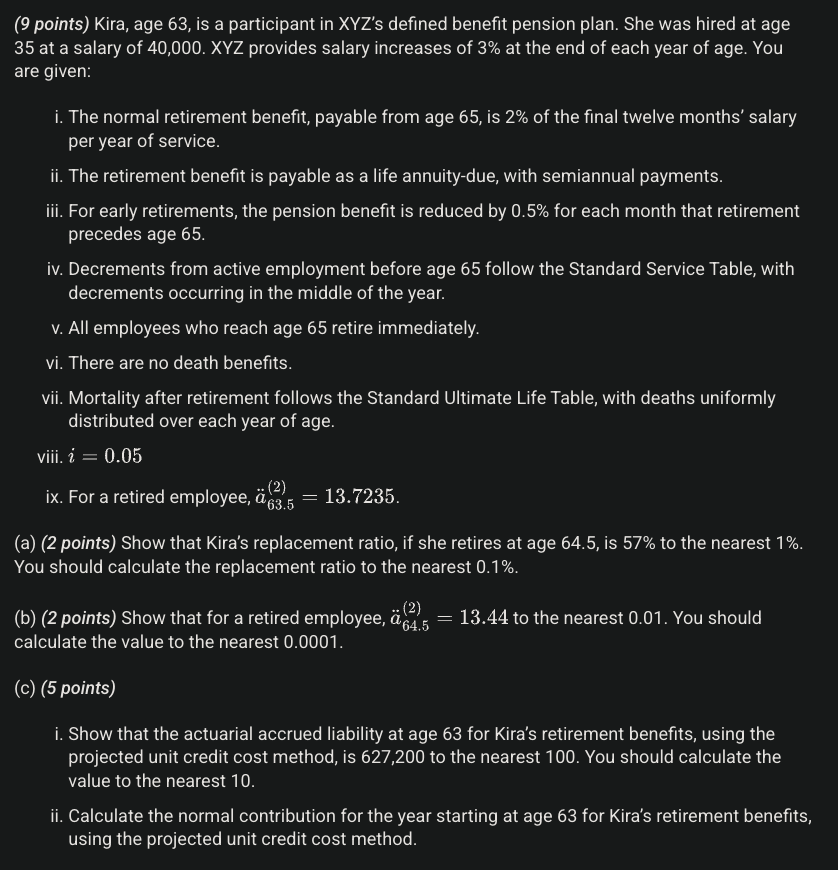 (9 points) Kira, age 63, is a participant in XYZ’s defined benefit pension plan. She was hired at age
35 at a salary of 40,000. XYZ provides salary increases of 3% at the end of each year of age. You
are given:
i. The normal retirement benefit, payable from age 65, is 2% of the final twelve months’ salary
per year of service.
ii. The retirement benefit is payable as a life annuity-due, with semiannual payments.
iii. For early retirements, the pension benefit is reduced by 0.5% for each month that retirement
precedes age 65.
iv. Decrements from active employment before age 65 follow the Standard Service Table, with
decrements occurring in the middle of the year.
v. All employees who reach age 65 retire immediately.
vi. There are no death benefits.
vii. Mortality after retirement follows the Standard Ultimate Life Table, with deaths uniformly
distributed over each year of age.
viii. i = 0.05
ix. For a retired employee, ä_{63.5}^{(2)} = 13.7235.
(a) (2 points) Show that Kira’s replacement ratio, if she retires at age 64.5, is 57% to the nearest 1%.
You should calculate the replacement ratio to the nearest 0.1%.
(b) (2 points) Show that for a retired employee, ä_{64.5}^{(2)} = 13.44 to the nearest 0.01. You should
calculate the value to the nearest 0.0001.
(c) (5 points)
i. Show that the actuarial accrued liability at age 63 for Kira’s retirement benefits, using the
projected unit credit cost method, is 627,200 to the nearest 100. You should calculate the
value to the nearest 10.
ii. Calculate the normal contribution for the year starting at age 63 for Kira’s retirement benefits,
using the projected unit credit cost method.